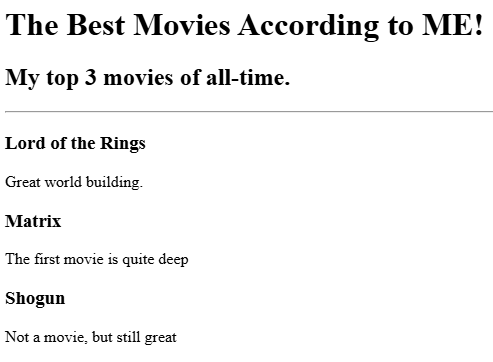 The Best Movies According to ME!
My top 3 movies of all-time.
Lord of the Rings
Great world building.
Matrix
The first movie is quite deep
Shogun
Not a movie, but still great